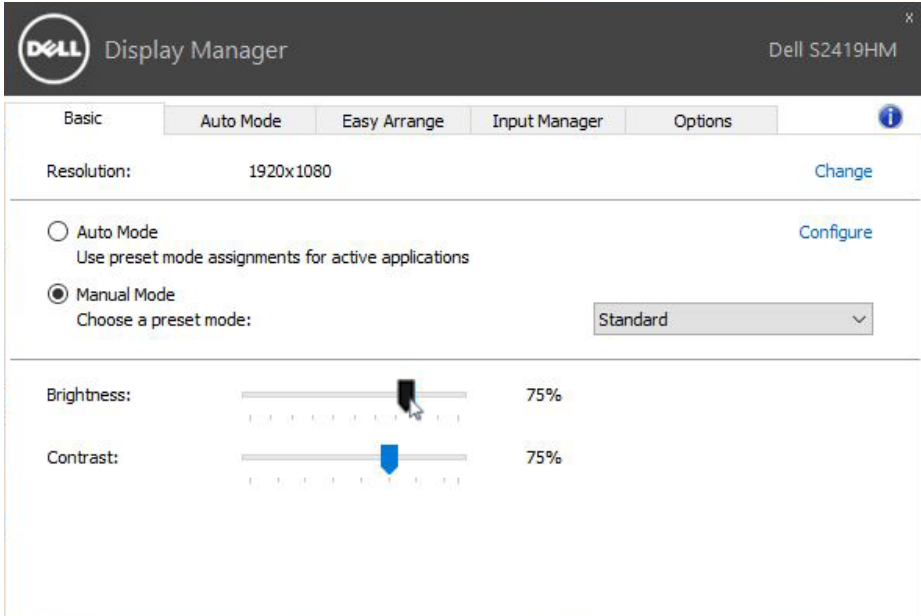 x
DELL Display Manager
Dell S2419HM
Basic Auto Mode Easy Arrange Input Manager Options i
Resolution: 1920x1080 Change
Auto Mode Configure
Use preset mode assignments for active applications
Manual Mode
Choose a preset mode: Standard
Brightness: 75%
Contrast: 75%